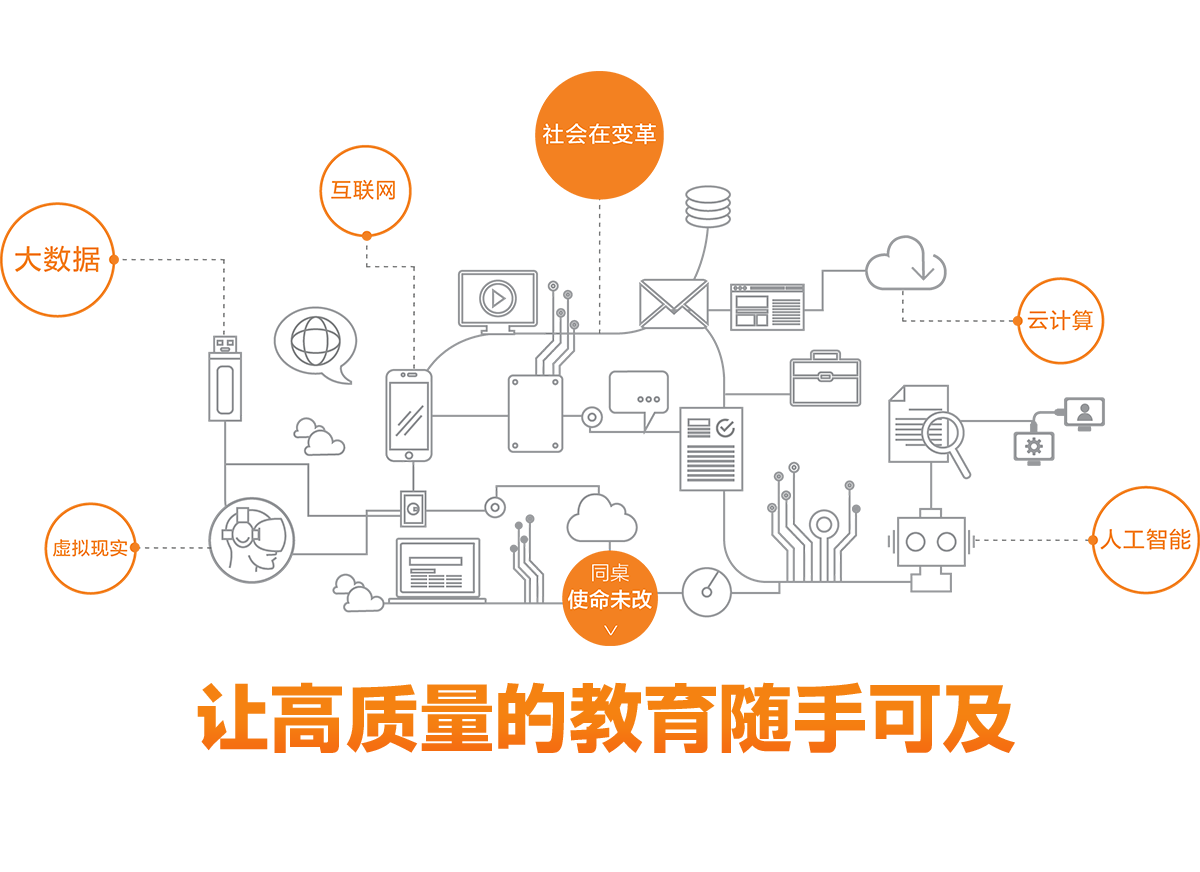 社会在变革
互联网
大数据
云计算
虚拟现实
人工智能
同桌
使命未改
让高质量的教育随手可及